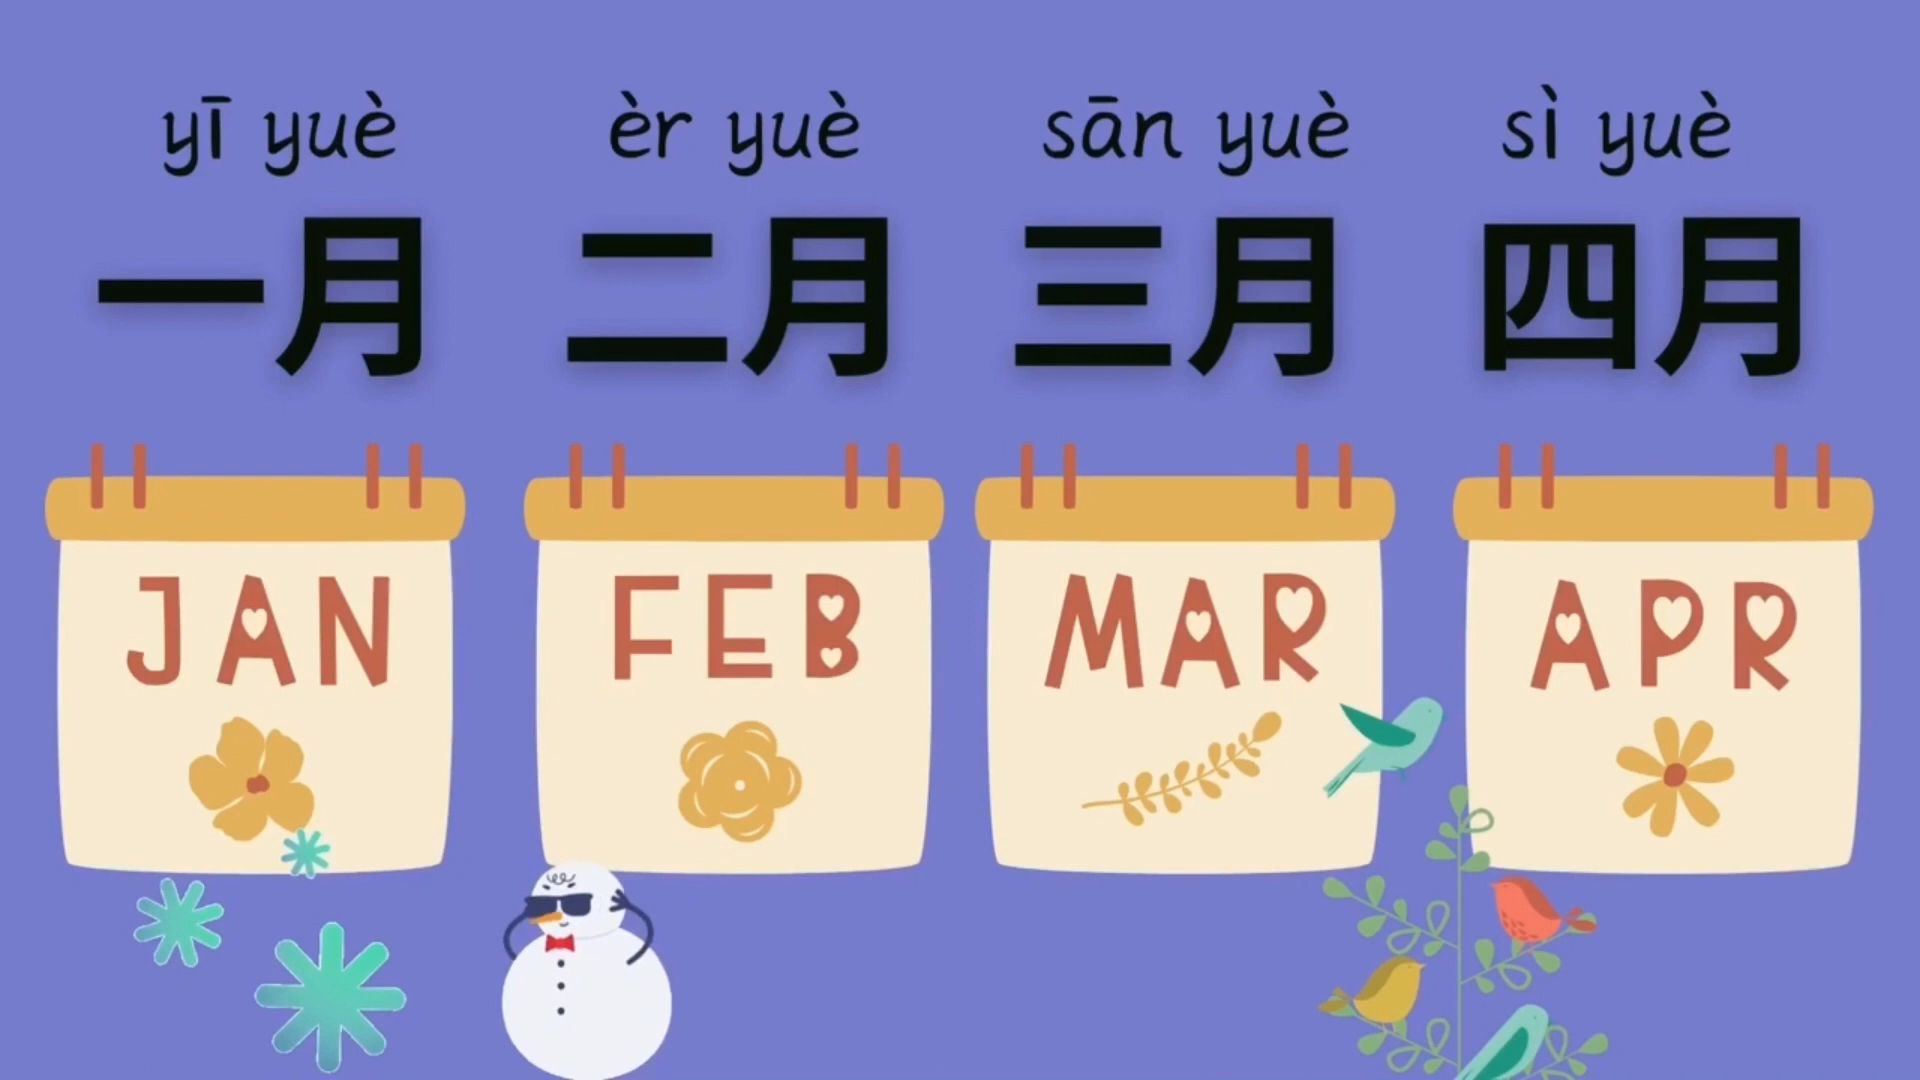 yī yuè èr yuè sān yuè sì yuè
一月 二月 三月 四月
JAN FEB MAR APR